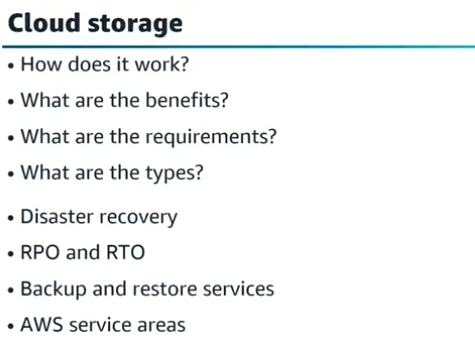 Cloud storage
• How does it work?
• What are the benefits?
• What are the requirements?
• What are the types?
• Disaster recovery
• RPO and RTO
• Backup and restore services
• AWS service areas